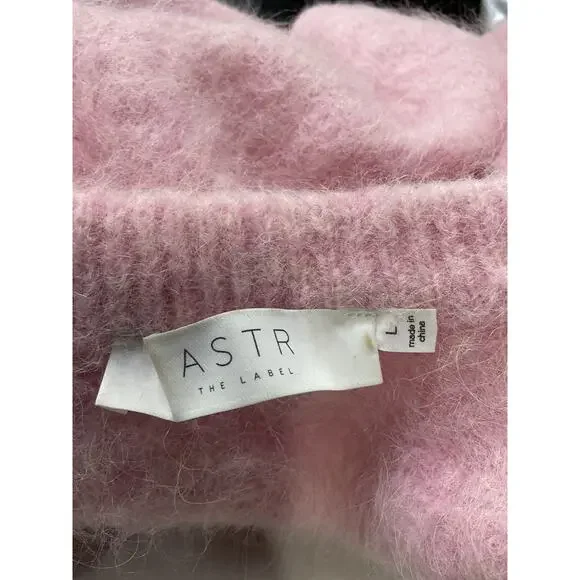 ASTR
THE LABEL
L
made in
china